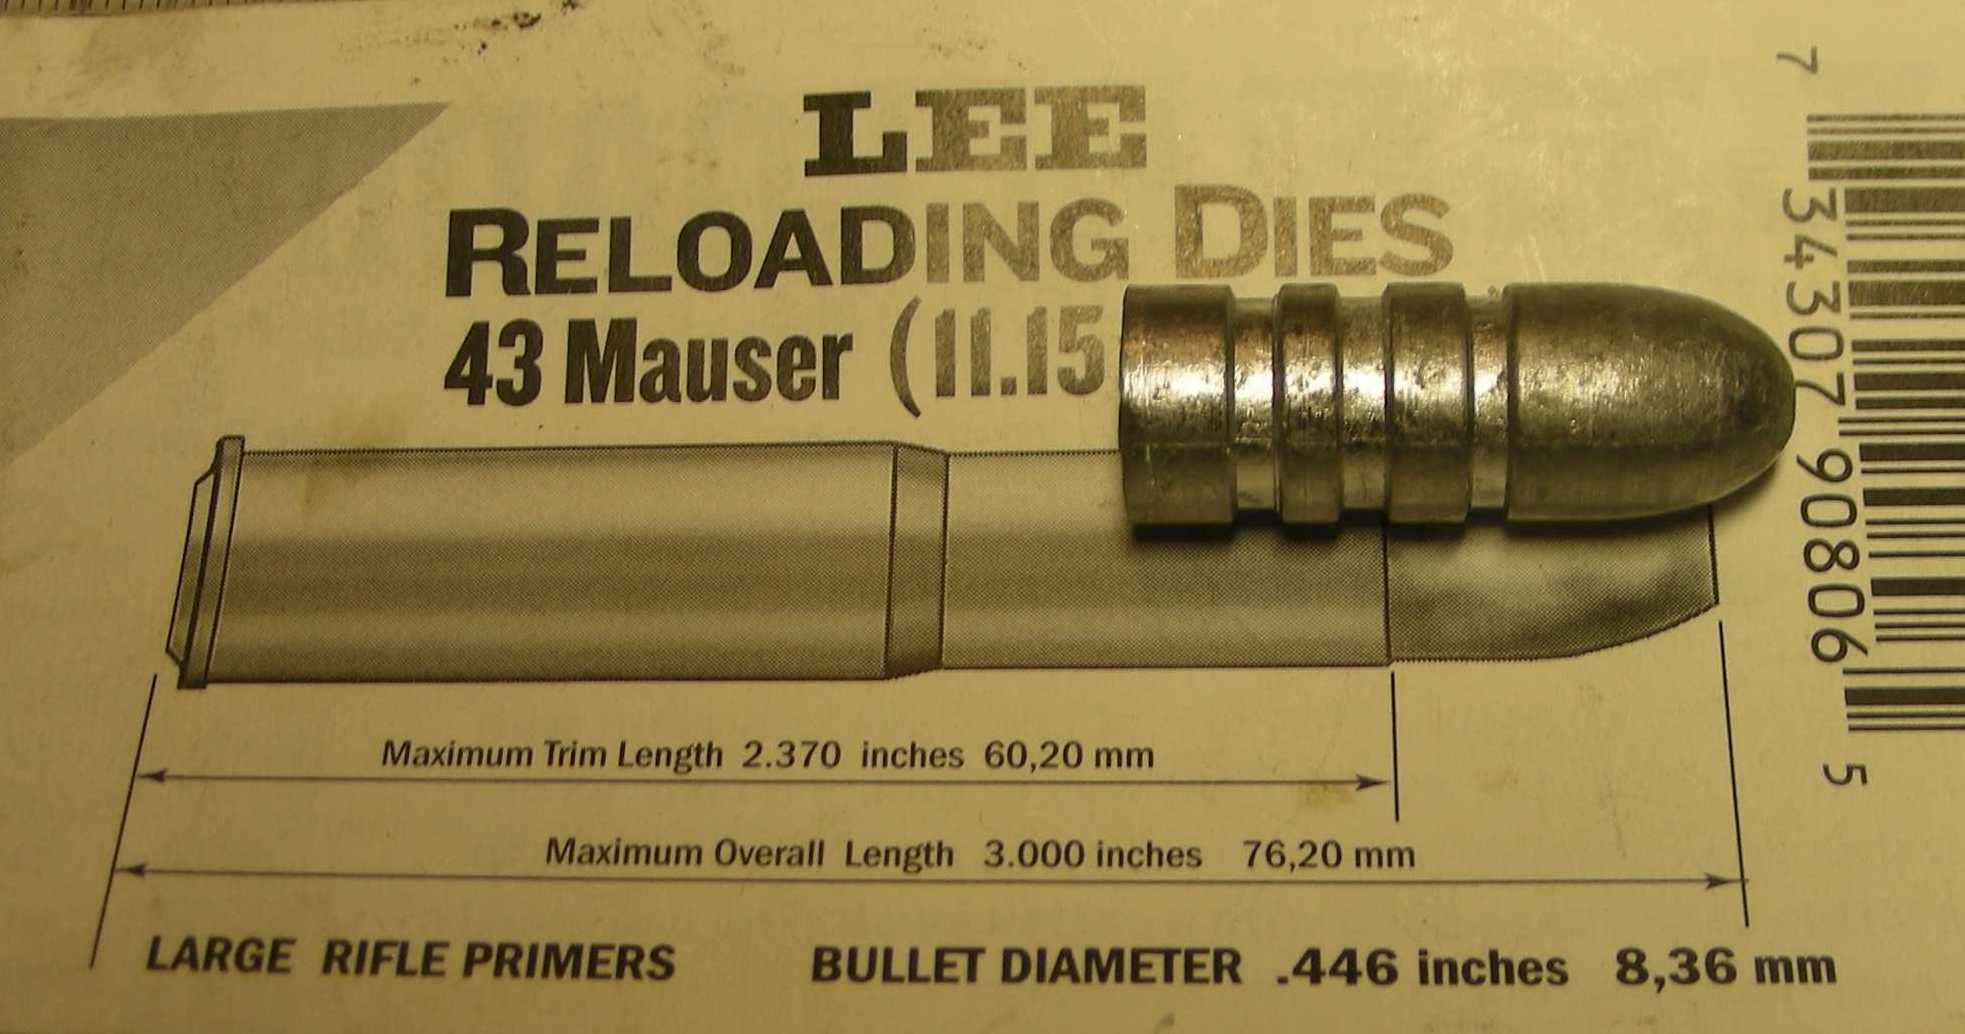 LEE
RELOADING DIES
43 Mauser (11.15
Maximum Trim Length 2.370 inches 60,20 mm
Maximum Overall Length 3.000 inches 76,20 mm
LARGE RIFLE PRIMERS BULLET DIAMETER .446 inches 8,36 mm
7 34307 90806 5